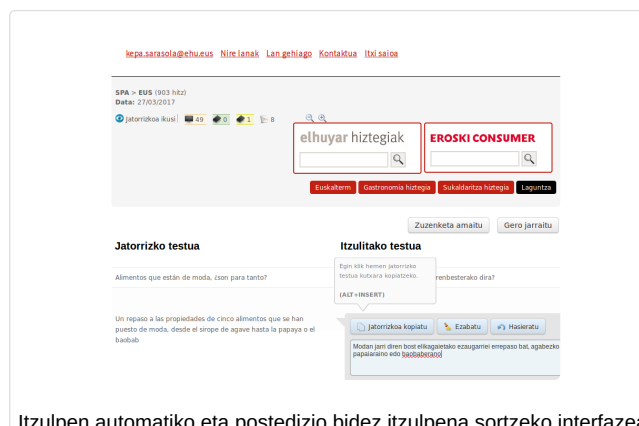 kepa.sarasola@ehu.eus Nire lanak Lan gehiago Kontaktua Itxi saioa
SPA > EUS (903 hitz)
Data: 27/03/2017
Jatorrizkoa ikusi 49 0 1 8
elhuyar hiztegiak EROSKI CONSUMER
Euskalterm Gastronomia hiztegia Sukaldaritza hiztegia Laguntza
Zuzenketa amaitu Gero jarraitu
Jatorrizko testua Itzulitako testua
Egin klik hemen jatorrizko
testua kutxara kopiatzeko.
(ALT+INSERT)
Alimentos que están de moda, ¿son para tanto? renbesterako dira?
Un repaso a las propiedades de cinco alimentos que se han
puesto de moda, desde el sirope de agave hasta la papaya o el
baobab
Jatorrizkoa kopiatu Ezabatu Hasieratu
Modan jarri diren bost elikagaietako ezaugarriei errepaso bat, agabezko
papaiaraino edo baobaberano
Itzulpen automatiko eta postedizio bidez itzulpena sortzeko interfazea